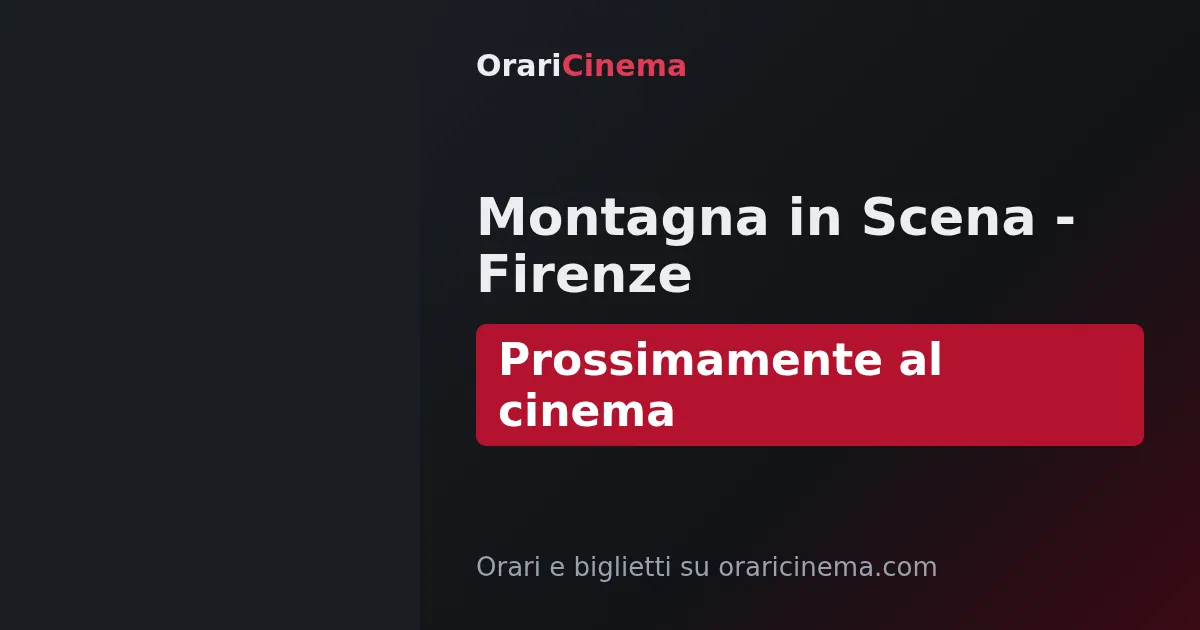 OrariCinema
Montagna in Scena -
Firenze
Prossimamente al
cinema
Orari e biglietti su oraricinema.com